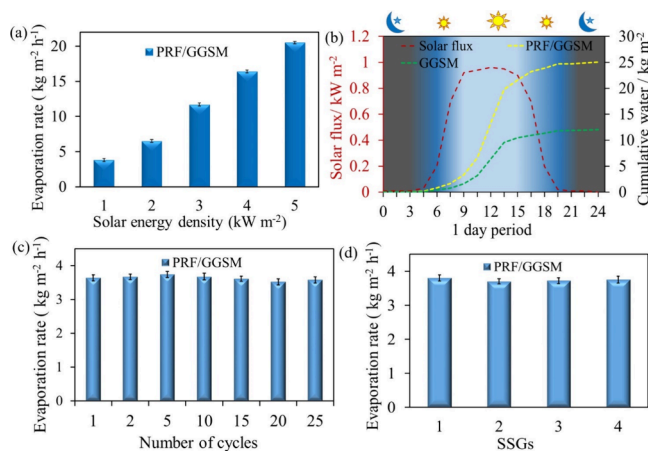 (a)
PRF/GGSM
Evaporation rate ( kg m-2 h-1)
20
15
10
5
0
1 2 3 4 5
Solar energy density (kW m-2)
(b)
Solar flux PRF/GGSM
GGSM
Solar flux/ kW m-2
1.2
1
0.8
0.6
0.4
0.2
0
30
25
20
15
10
5
0
Cumulative water / kg m-2
0 3 6 9 12 15 18 21 24
1 day period
(c)
PRF/GGSM
Evaporation rate ( kg m-2 h-1)
5
4
3
2
1
0
1 2 5 10 15 20 25
Number of cycles
(d)
PRF/GGSM
Evaporation rate ( kg m-2 h-1)
5
4
3
2
1
0
1 2 3 4
SSGs